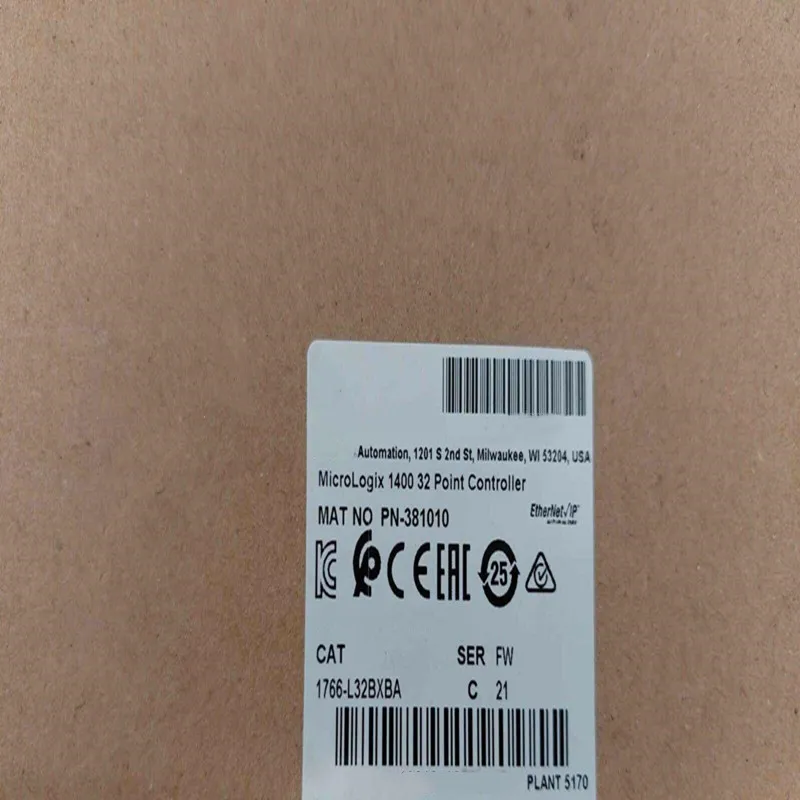 Automation, 1201 S 2nd St, Milwaukee, WI 53204, USA
MicroLogix 1400 32 Point Controller
MAT NO PN-381010
EtherNet/IP
EAC 25
CAT SER FW
1766-L32BXBA C 21
PLANT 5170